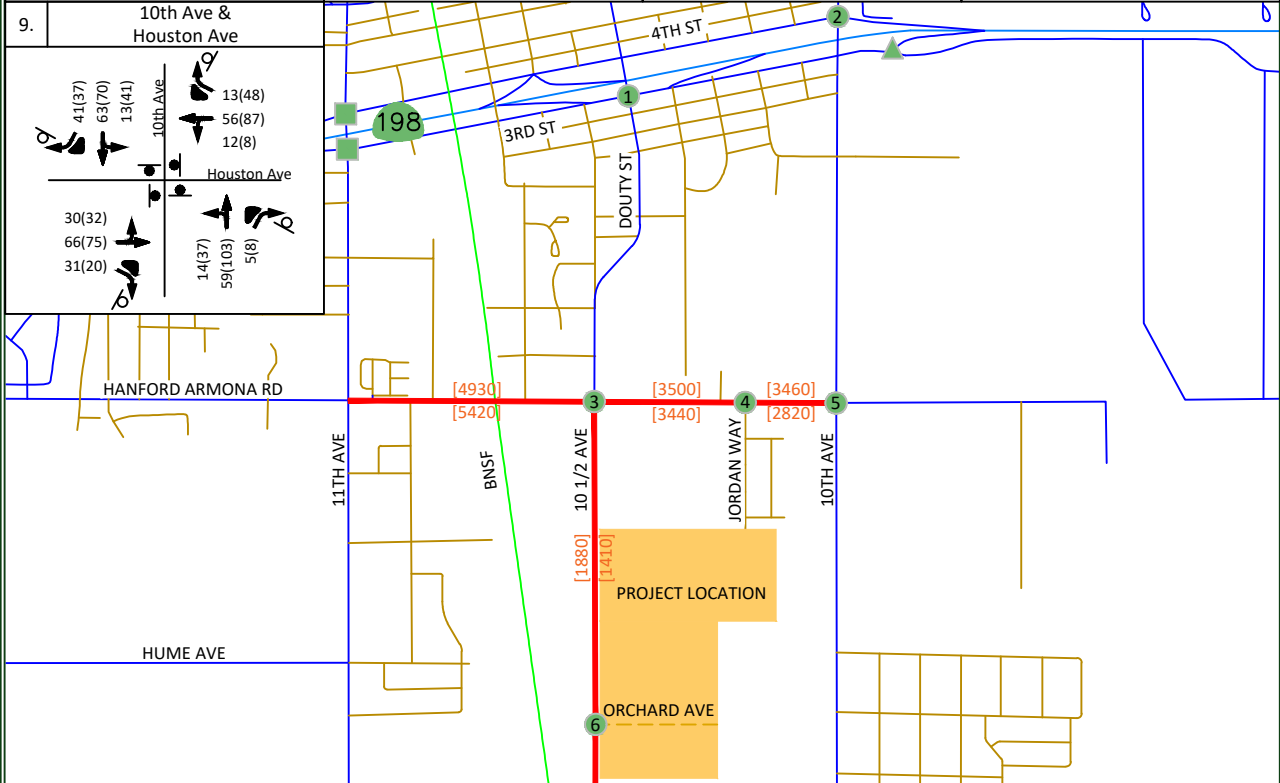 9.
10th Ave &
Houston Ave
41(37)
63(70)
13(41)
10th Ave
13(48)
56(87)
12(8)
Houston Ave
30(32)
66(75)
31(20)
14(37)
59(103)
5(8)
4TH ST
2
1
198
3RD ST
DOUTY ST
HANFORD ARMONA RD
[4930]
[5420]
3
[3500]
[3440]
4
[3460]
[2820]
5
11TH AVE
BNSF
10 1/2 AVE
JORDAN WAY
10TH AVE
[1880]
[1410]
PROJECT LOCATION
HUME AVE
ORCHARD AVE
6